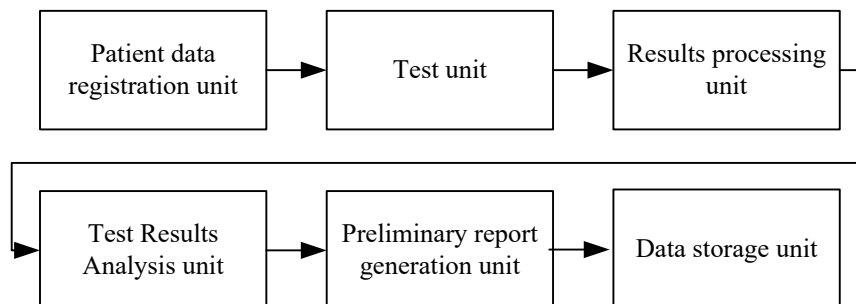 Patient data
registration unit
Test unit
Results processing
unit
Test Results
Analysis unit
Preliminary report
generation unit
Data storage unit